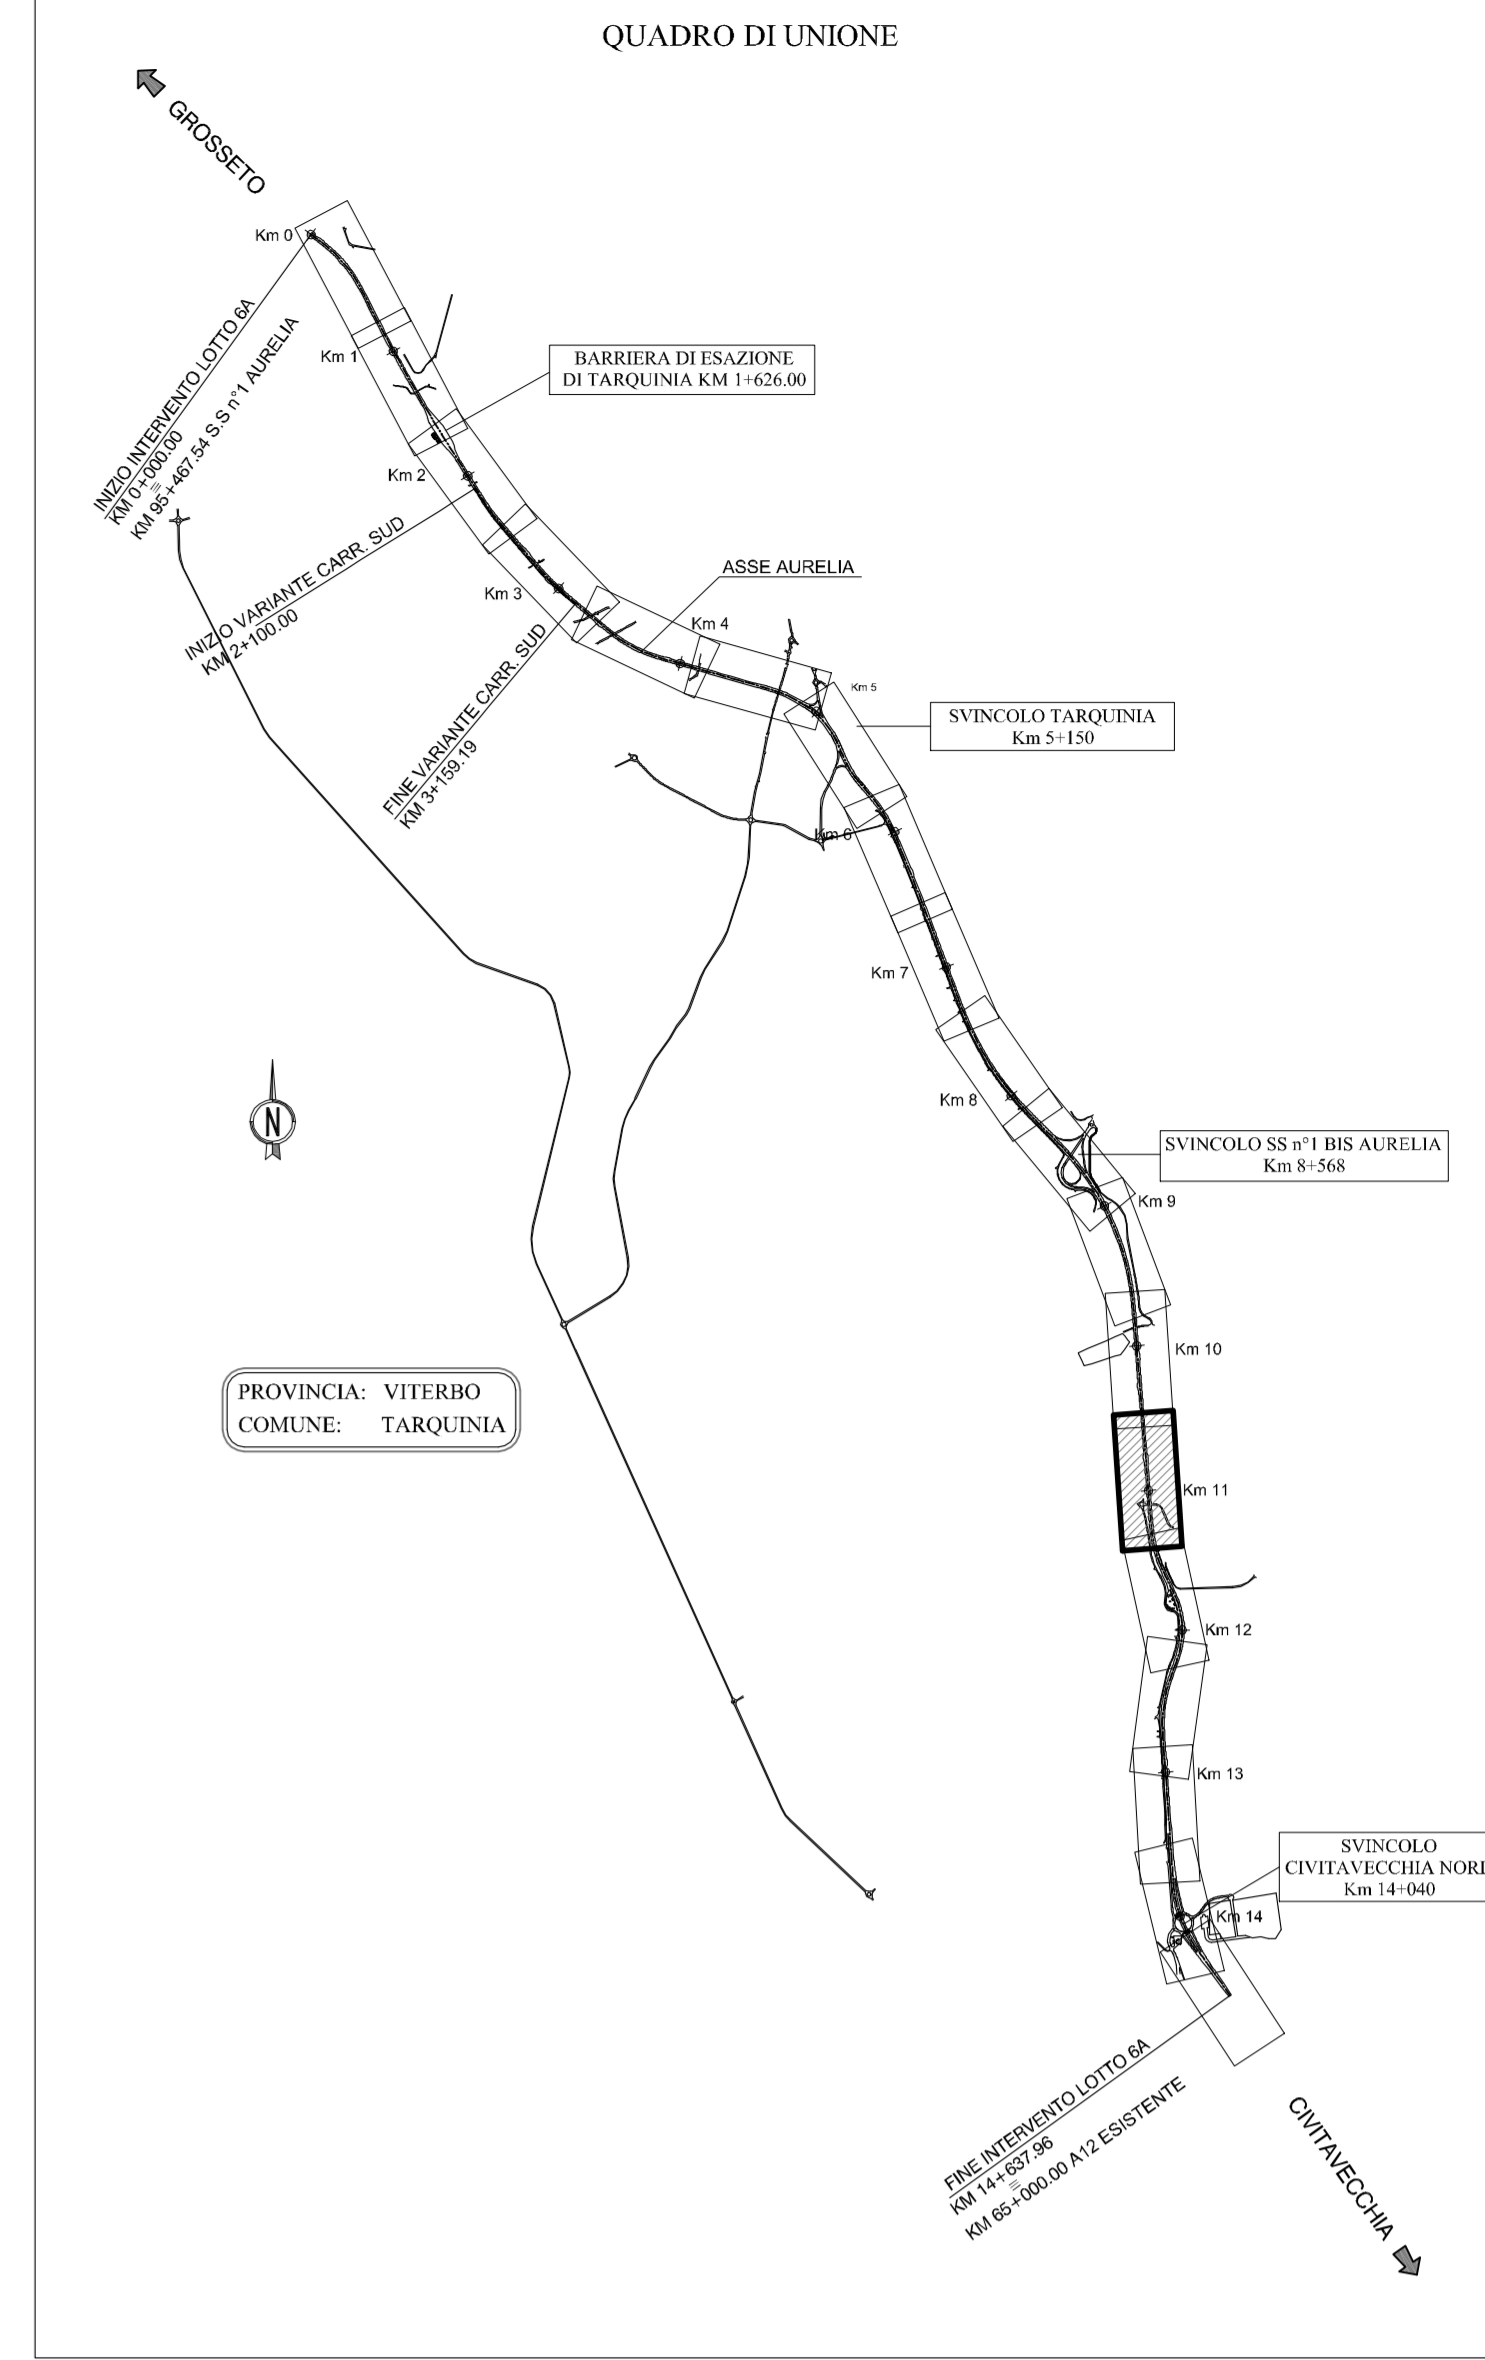 QUADRO DI UNIONE
GROSSETO
Km 0
INIZIO INTERVENTO LOTTO 6A
KM 0+000.00
≡
KM 95+467.54 S.S n°1 AURELIA
Km 1
BARRIERA DI ESAZIONE
DI TARQUINIA KM 1+626.00
Km 2
INIZIO VARIANTE CARR. SUD
KM 2+100.00
Km 3
ASSE AURELIA
Km 4
FINE VARIANTE CARR. SUD
KM 3+159.19
Km 5
SVINCOLO TARQUINIA
Km 5+150
Km 6
Km 7
Km 8
N
SVINCOLO SS n°1 BIS AURELIA
Km 8+568
Km 9
Km 10
PROVINCIA: VITERBO
COMUNE: TARQUINIA
Km 11
Km 12
Km 13
SVINCOLO
CIVITAVECCHIA NORD
Km 14+040
Km 14
FINE INTERVENTO LOTTO 6A
KM 14+637.96
≡
KM 65+000.00 A12 ESISTENTE
CIVITAVECCHIA